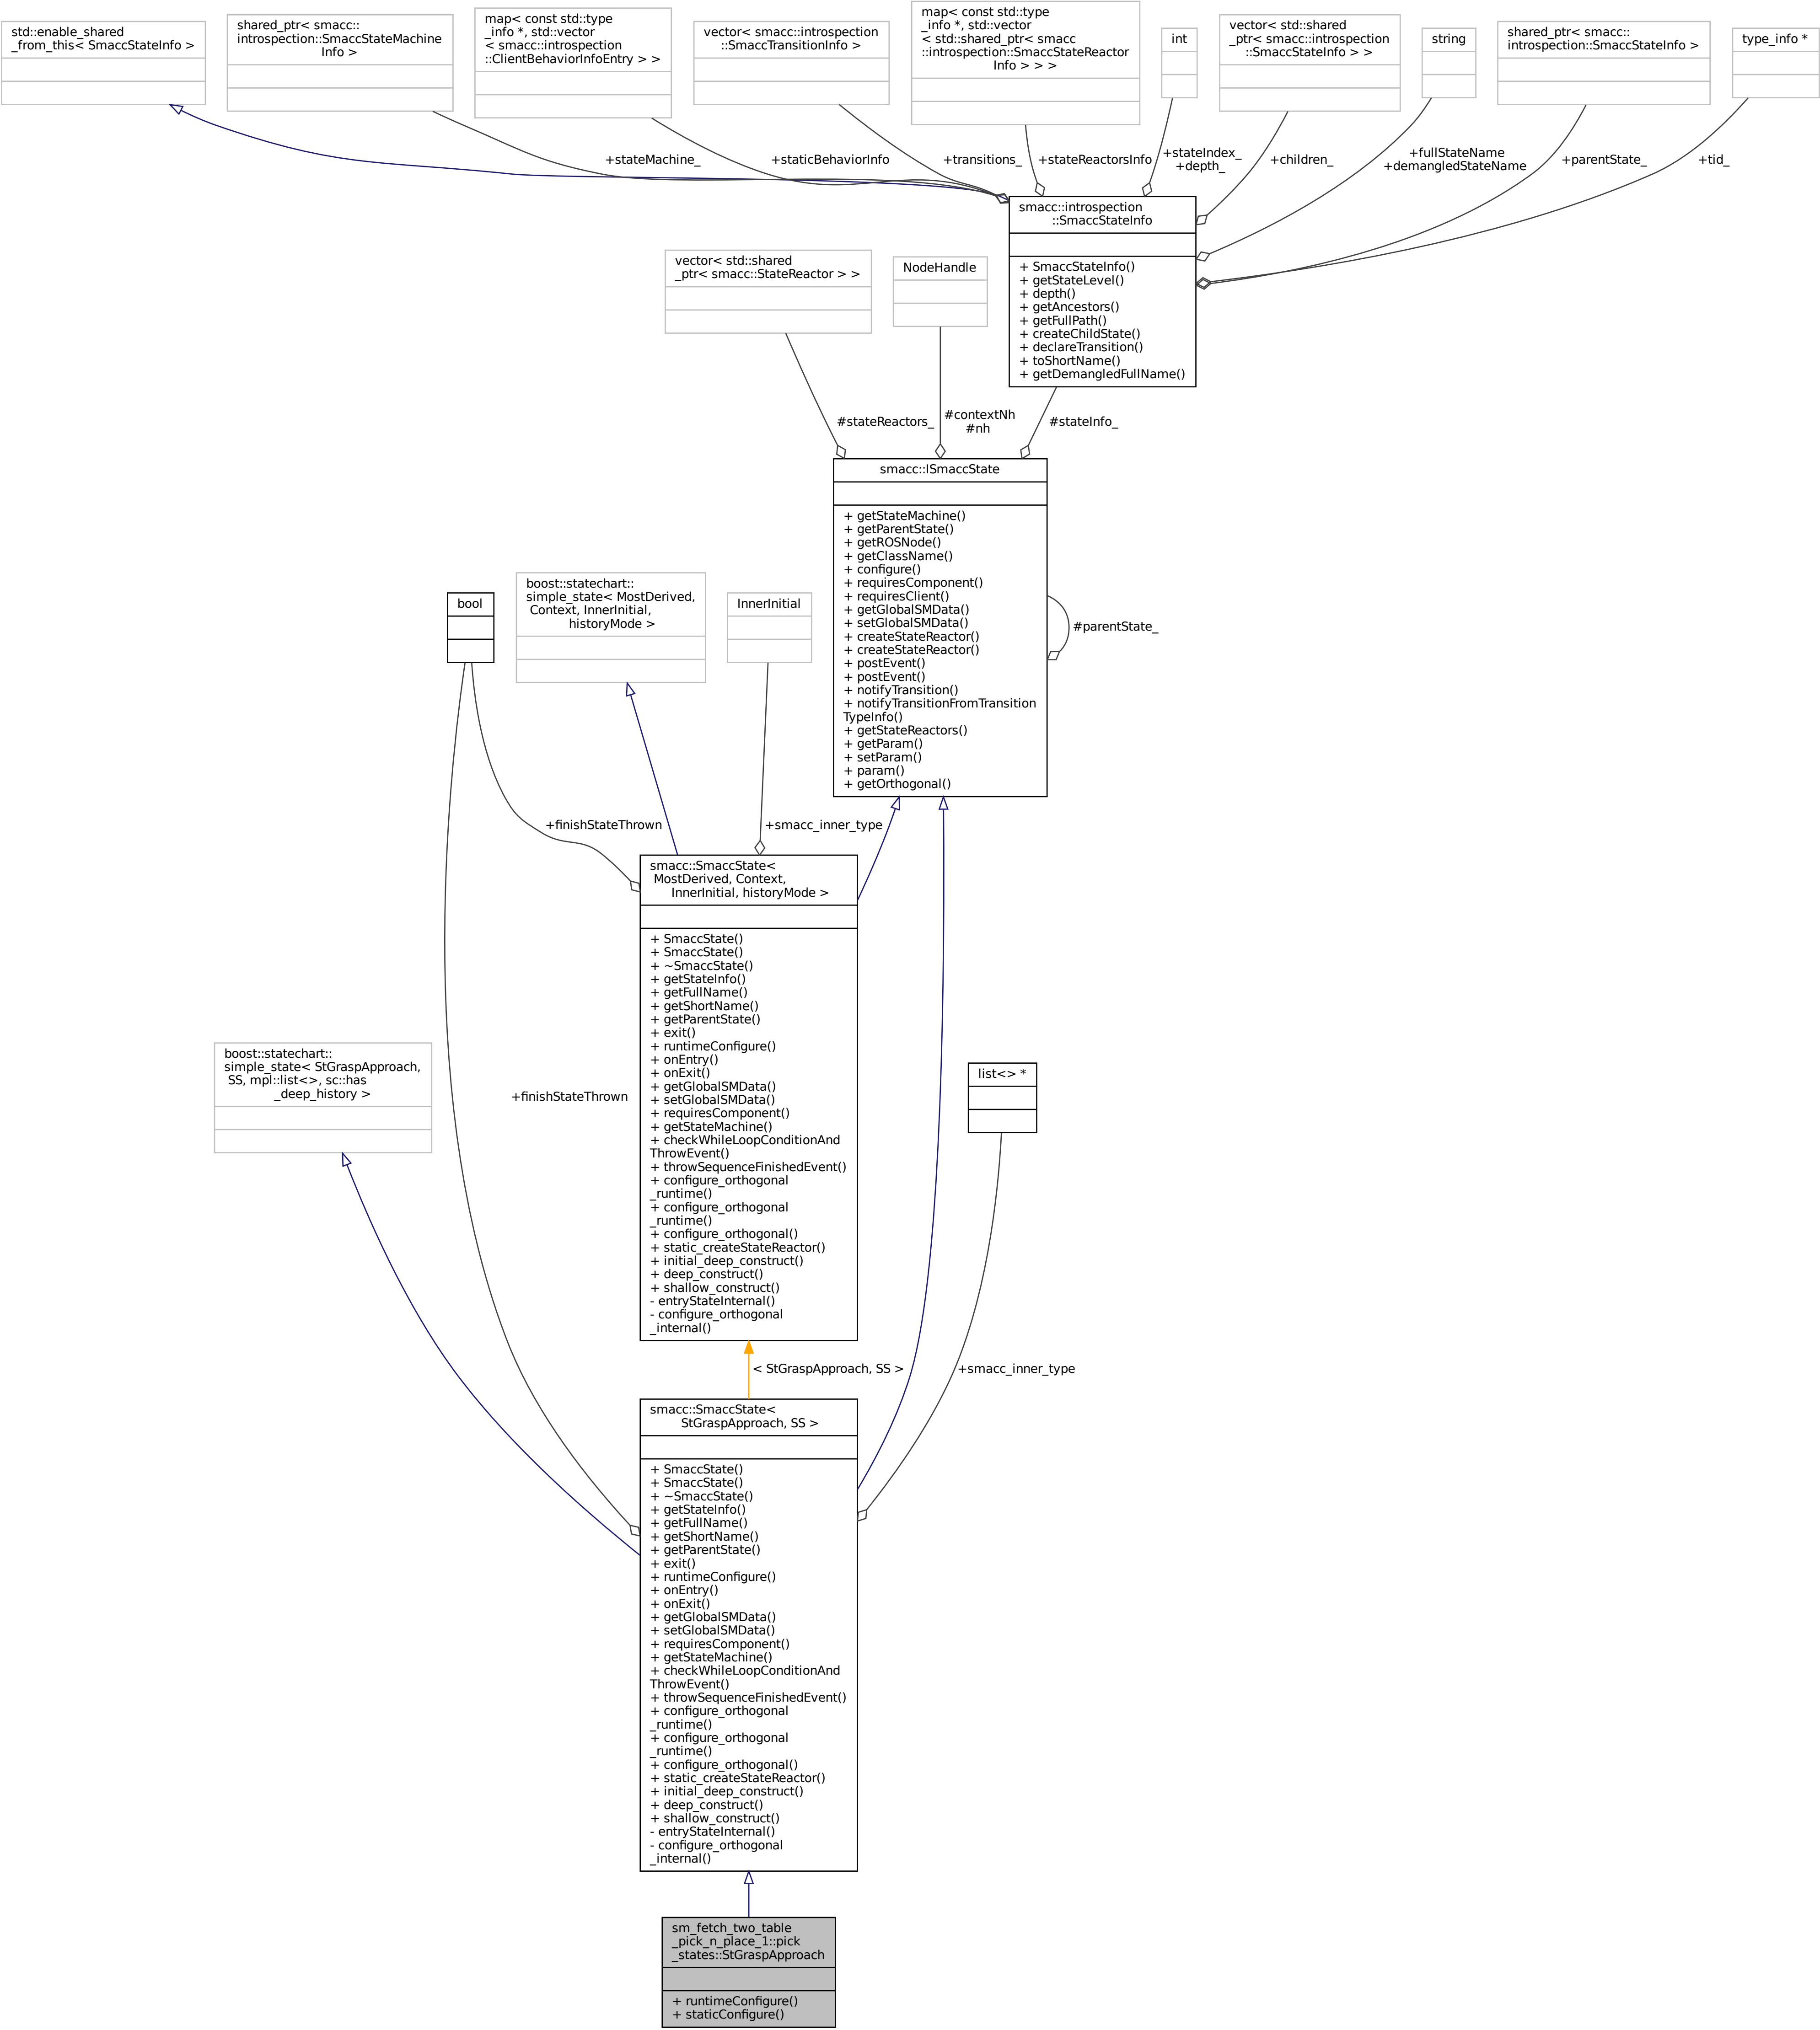 std::enable_shared
_from_this< SmaccStateInfo >
shared_ptr< smacc::
introspection::SmaccStateMachine
Info >
map< const std::type
_info *, std::vector
< smacc::introspection
::ClientBehaviorInfoEntry > >
vector< smacc::introspection
::SmaccTransitionInfo >
map< const std::type
_info *, std::vector
< std::shared_ptr< smacc
::introspection::SmaccStateReactor
Info > > >
int
vector< std::shared
_ptr< smacc::introspection
::SmaccStateInfo > >
string
shared_ptr< smacc::
introspection::SmaccStateInfo >
type_info *
+stateMachine_
+staticBehaviorInfo
+transitions_
+stateReactorsInfo
+stateIndex_
+depth_
+children_
+fullStateName
+demangledStateName
+parentState_
+tid_
smacc::introspection
::SmaccStateInfo
+ SmaccStateInfo()
+ getStateLevel()
+ depth()
+ getAncestors()
+ getFullPath()
+ createChildState()
+ declareTransition()
+ toShortName()
+ getDemangledFullName()
vector< std::shared
_ptr< smacc::StateReactor > >
NodeHandle
#stateReactors_
#contextNh
#nh
#stateInfo_
smacc::ISmaccState
+ getStateMachine()
+ getParentState()
+ getROSNode()
+ getClassName()
+ configure()
+ requiresComponent()
+ requiresClient()
+ getGlobalSMData()
+ setGlobalSMData()
+ createStateReactor()
+ createStateReactor()
+ postEvent()
+ postEvent()
+ notifyTransition()
+ notifyTransitionFromTransition
TypeInfo()
+ getStateReactors()
+ getParam()
+ setParam()
+ param()
+ getOrthogonal()
#parentState_
bool
boost::statechart::
simple_state< MostDerived,
Context, InnerInitial,
historyMode >
InnerInitial
+finishStateThrown
+smacc_inner_type
smacc::SmaccState<
MostDerived, Context,
InnerInitial, historyMode >
+ SmaccState()
+ SmaccState()
+ ~SmaccState()
+ getStateInfo()
+ getFullName()
+ getShortName()
+ getParentState()
+ exit()
+ runtimeConfigure()
+ onEntry()
+ onExit()
+ getGlobalSMData()
+ setGlobalSMData()
+ requiresComponent()
+ getStateMachine()
+ checkWhileLoopConditionAnd
ThrowEvent()
+ throwSequenceFinishedEvent()
+ configure_orthogonal
_runtime()
+ configure_orthogonal
_runtime()
+ configure_orthogonal()
+ static_createStateReactor()
+ initial_deep_construct()
+ deep_construct()
+ shallow_construct()
- entryStateInternal()
- configure_orthogonal
_internal()
boost::statechart::
simple_state< StGraspApproach,
SS, mpl::list<>, sc::has
_deep_history >
+finishStateThrown
list<> *
< StGraspApproach, SS >
+smacc_inner_type
smacc::SmaccState<
StGraspApproach, SS >
+ SmaccState()
+ SmaccState()
+ ~SmaccState()
+ getStateInfo()
+ getFullName()
+ getShortName()
+ getParentState()
+ exit()
+ runtimeConfigure()
+ onEntry()
+ onExit()
+ getGlobalSMData()
+ setGlobalSMData()
+ requiresComponent()
+ getStateMachine()
+ checkWhileLoopConditionAnd
ThrowEvent()
+ throwSequenceFinishedEvent()
+ configure_orthogonal
_runtime()
+ configure_orthogonal
_runtime()
+ configure_orthogonal()
+ static_createStateReactor()
+ initial_deep_construct()
+ deep_construct()
+ shallow_construct()
- entryStateInternal()
- configure_orthogonal
_internal()
sm_fetch_two_table
_pick_n_place_1::pick
_states::StGraspApproach
+ runtimeConfigure()
+ staticConfigure()